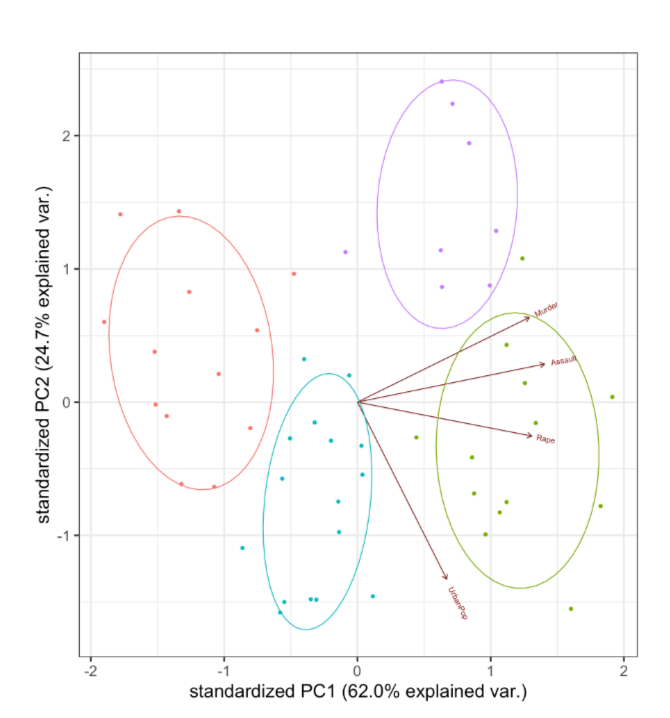 2
1
0
-1
standardized PC2 (24.7% explained var.)
Murder
Assault
Rape
UrbanPop
-2
-1
0
1
2
standardized PC1 (62.0% explained var.)